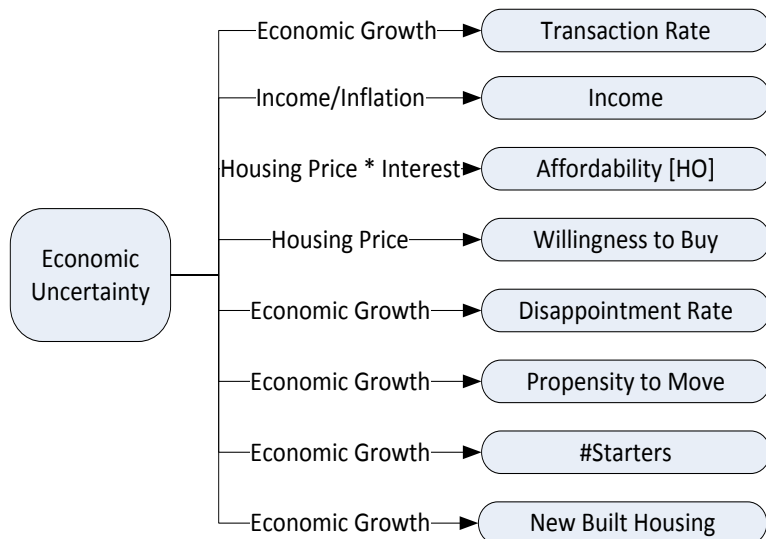 Economic Growth Transaction Rate
Income/Inflation Income
Housing Price * Interest Affordability [HO]
Housing Price Willingness to Buy
Economic
Uncertainty
Economic Growth Disappointment Rate
Economic Growth Propensity to Move
Economic Growth #Starters
Economic Growth New Built Housing